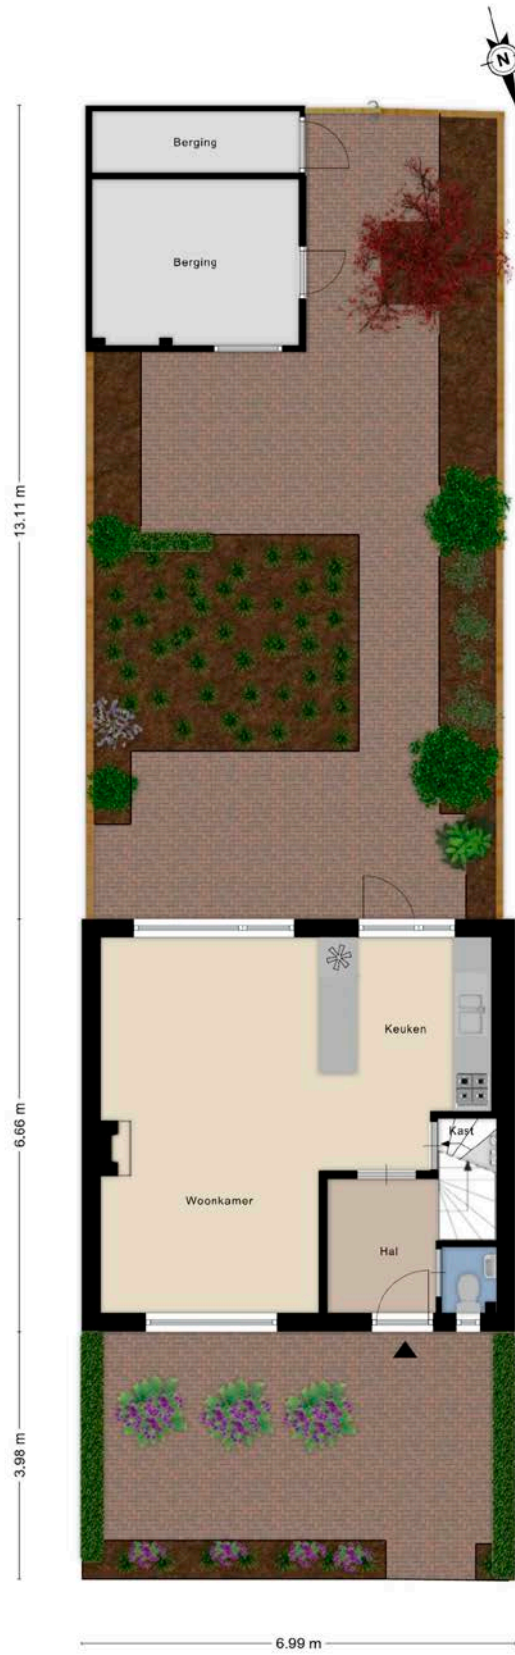 N
Berging
Berging
13.11 m
Keuken
Kast
6.66 m
Woonkamer
Hal
3.98 m
6.99 m